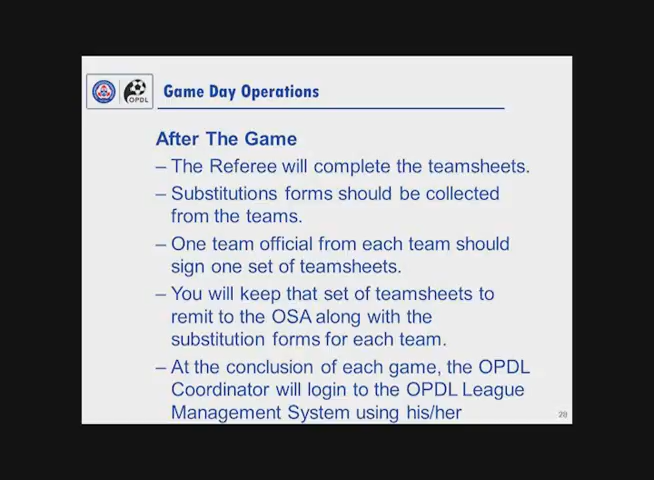 OPDL
Game Day Operations
After The Game
– The Referee will complete the teamsheets.
– Substitutions forms should be collected
from the teams.
– One team official from each team should
sign one set of teamsheets.
– You will keep that set of teamsheets to
remit to the OSA along with the
substitution forms for each team.
– At the conclusion of each game, the OPDL
Coordinator will login to the OPDL League
Management System using his/her
28